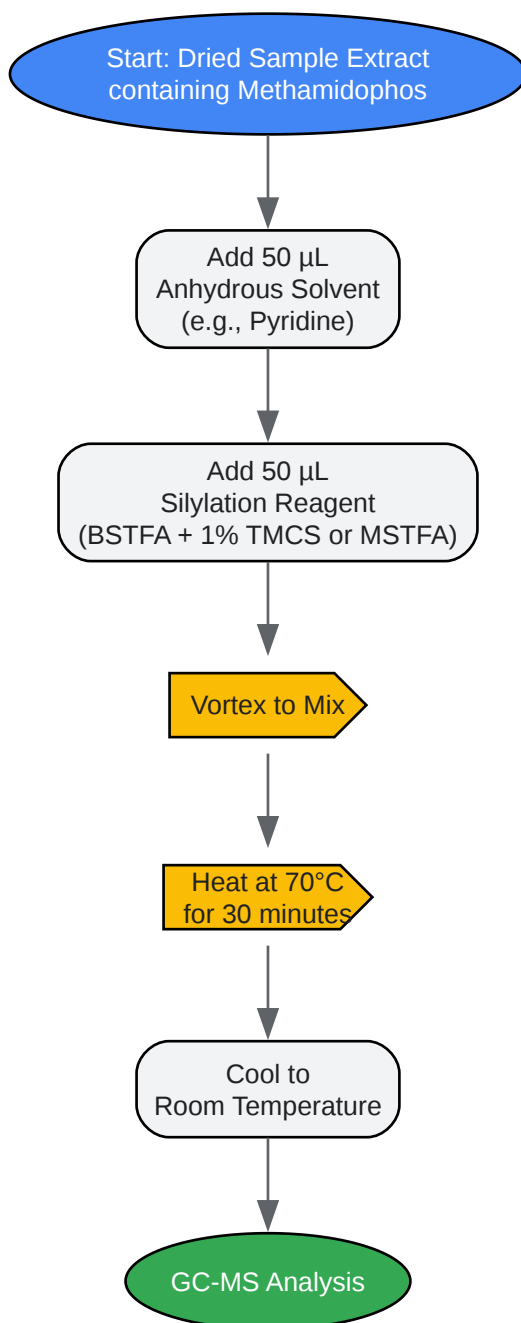 Start: Dried Sample Extract
containing Methamidophos
Add 50 µL
Anhydrous Solvent
(e.g., Pyridine)
Add 50 µL
Silylation Reagent
(BSTFA + 1% TMCS or MSTFA)
Vortex to Mix
Heat at 70°C
for 30 minutes
Cool to
Room Temperature
GC-MS Analysis